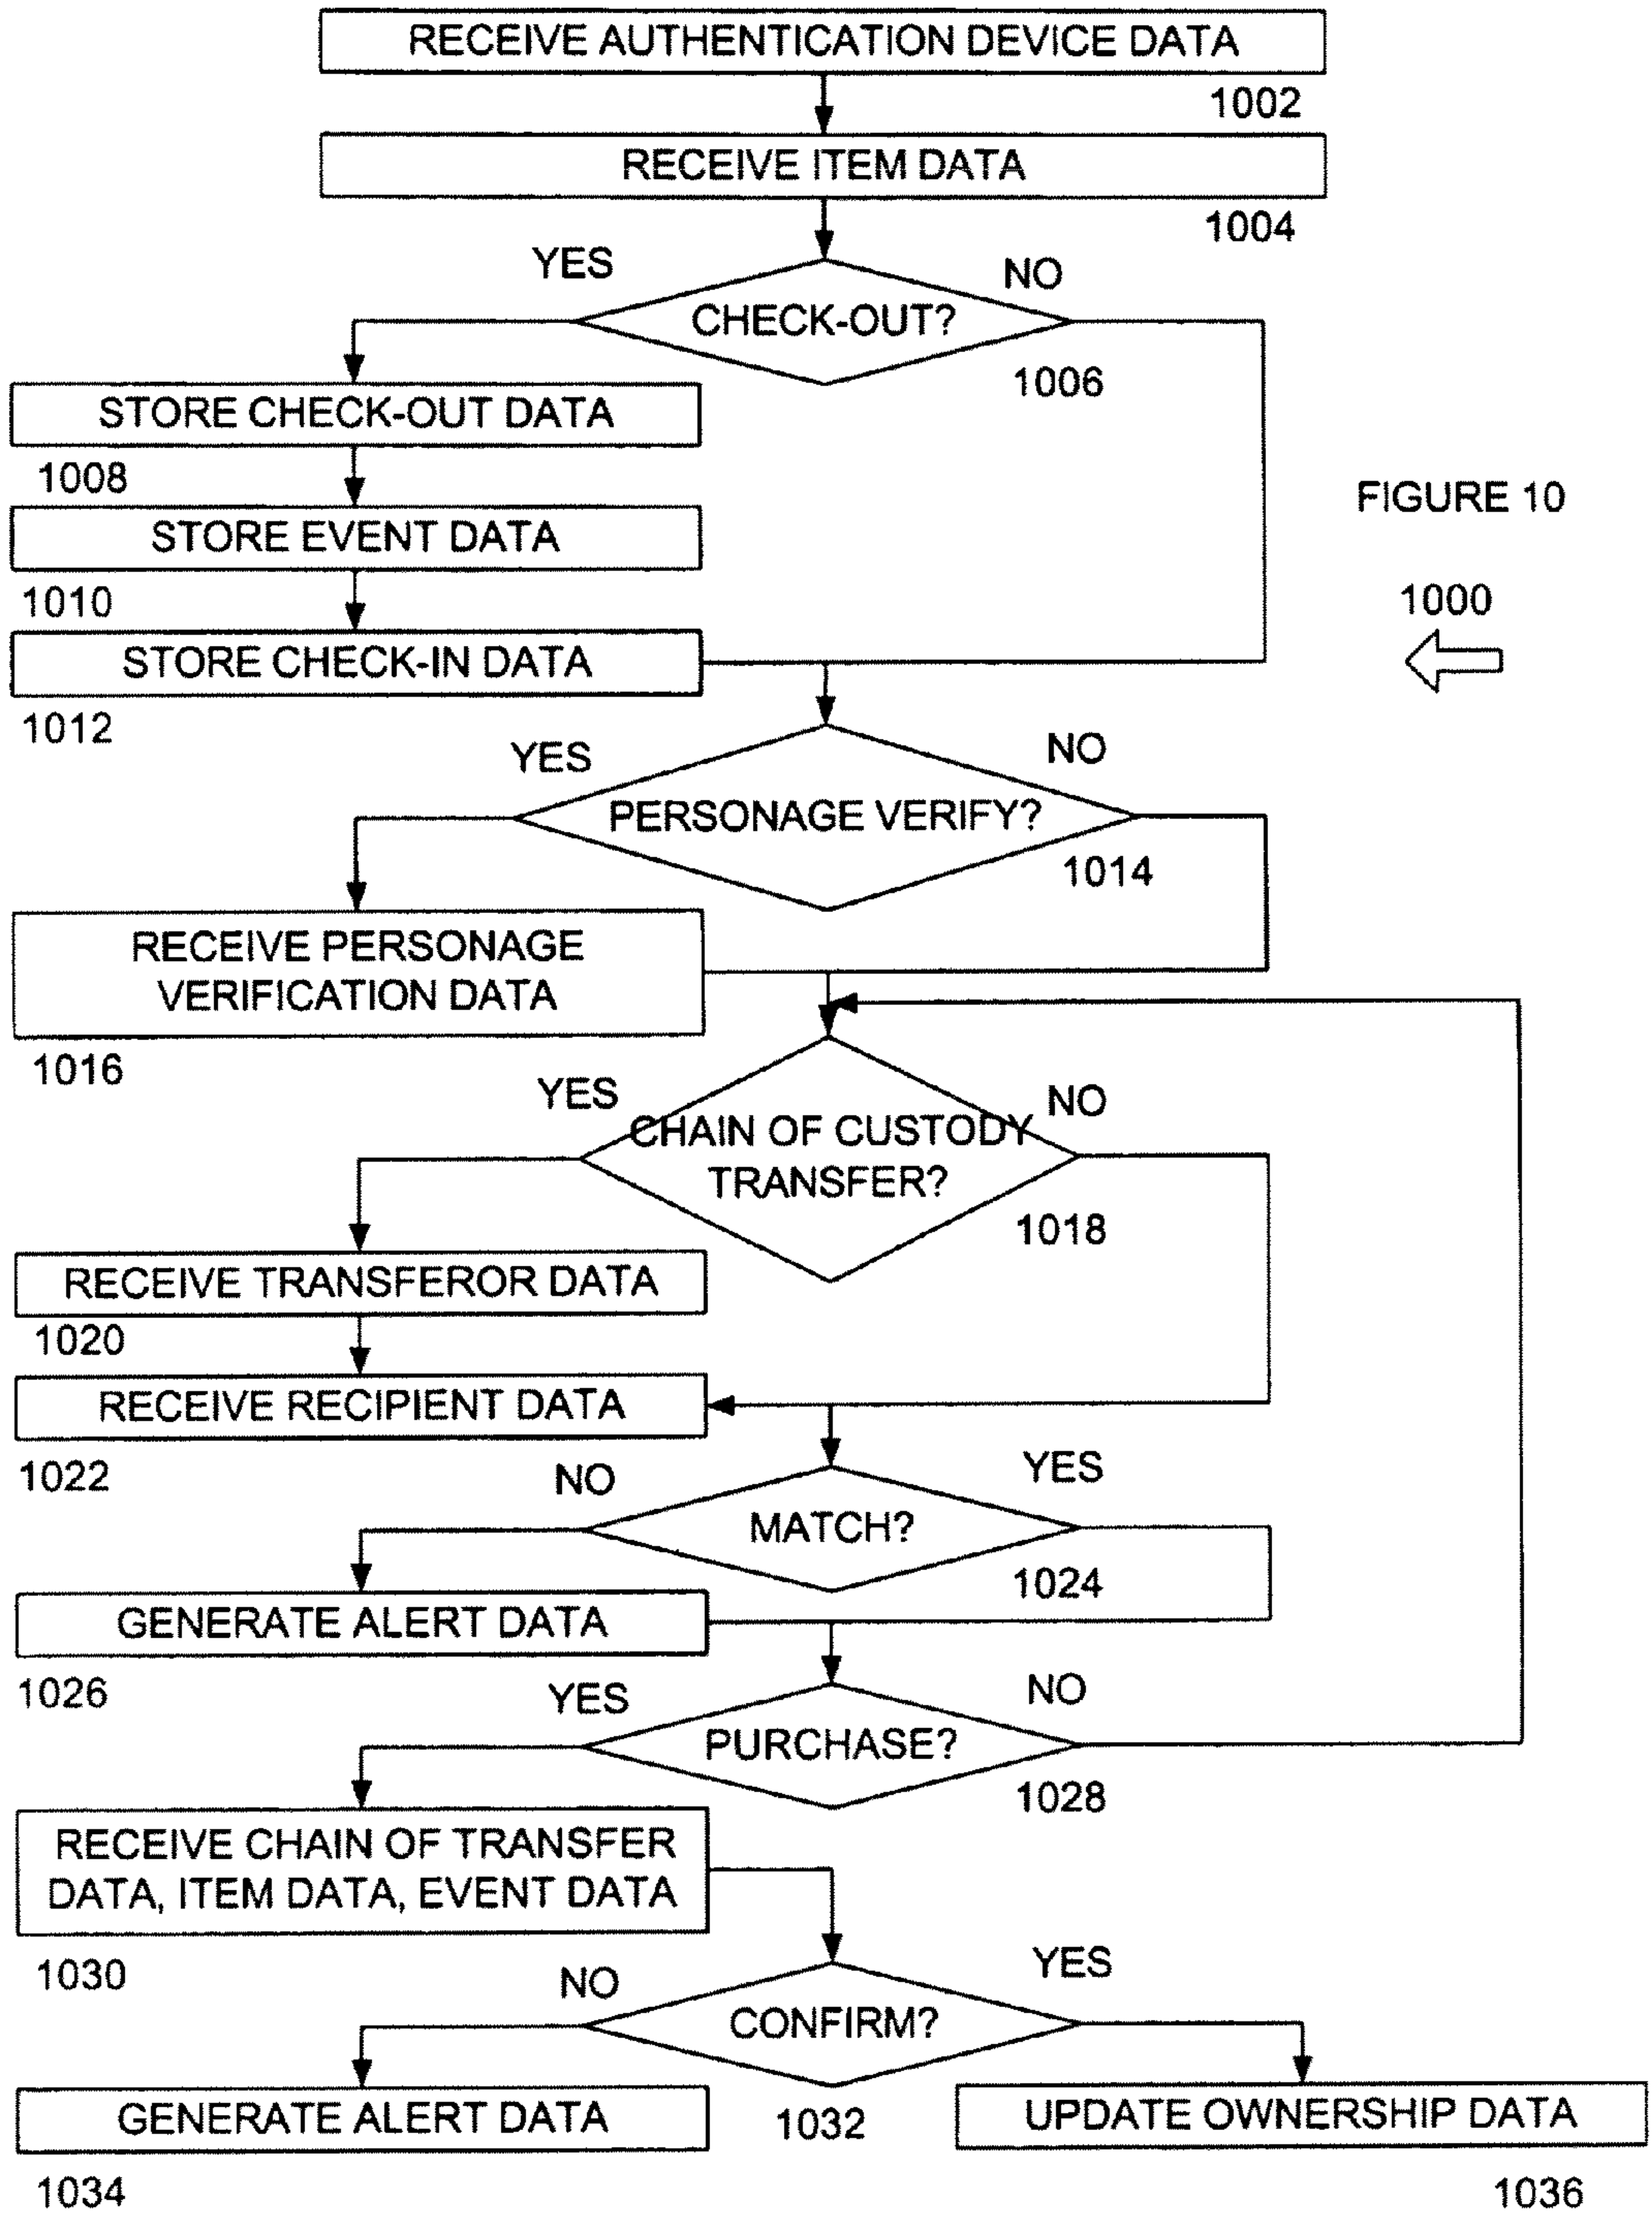 RECEIVE AUTHENTICATION DEVICE DATA
1002
RECEIVE ITEM DATA
1004
YES
NO
CHECK-OUT?
1006
STORE CHECK-OUT DATA
1008
STORE EVENT DATA
1010
STORE CHECK-IN DATA
1012
FIGURE 10
1000
YES
NO
PERSONAGE VERIFY?
1014
RECEIVE PERSONAGE
VERIFICATION DATA
1016
YES
NO
CHAIN OF CUSTODY
TRANSFER?
1018
RECEIVE TRANSFEROR DATA
1020
RECEIVE RECIPIENT DATA
1022
NO
YES
MATCH?
1024
GENERATE ALERT DATA
1026
YES
NO
PURCHASE?
1028
RECEIVE CHAIN OF TRANSFER
DATA, ITEM DATA, EVENT DATA
1030
NO
YES
CONFIRM?
1032
GENERATE ALERT DATA
1034
UPDATE OWNERSHIP DATA
1036